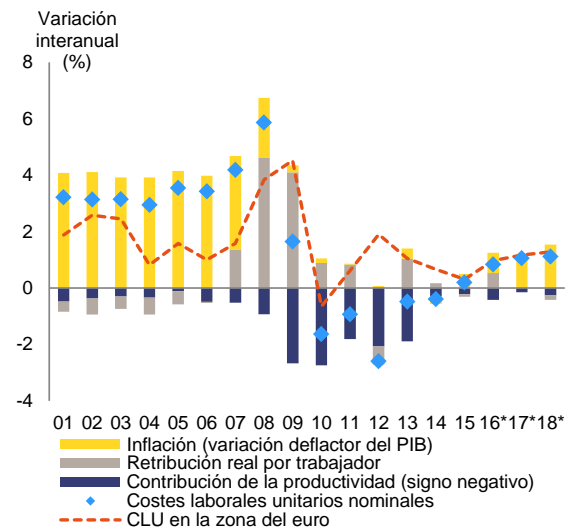 Variación
interanual
(%)
8
6
4
2
0
-2
-4
01 02 03 04 05 06 07 08 09 10 11 12 13 14 15 16* 17* 18*
Inflación (variación deflactor del PIB)
Retribución real por trabajador
Contribución de la productividad (signo negativo)
Costes laborales unitarios nominales
CLU en la zona del euro